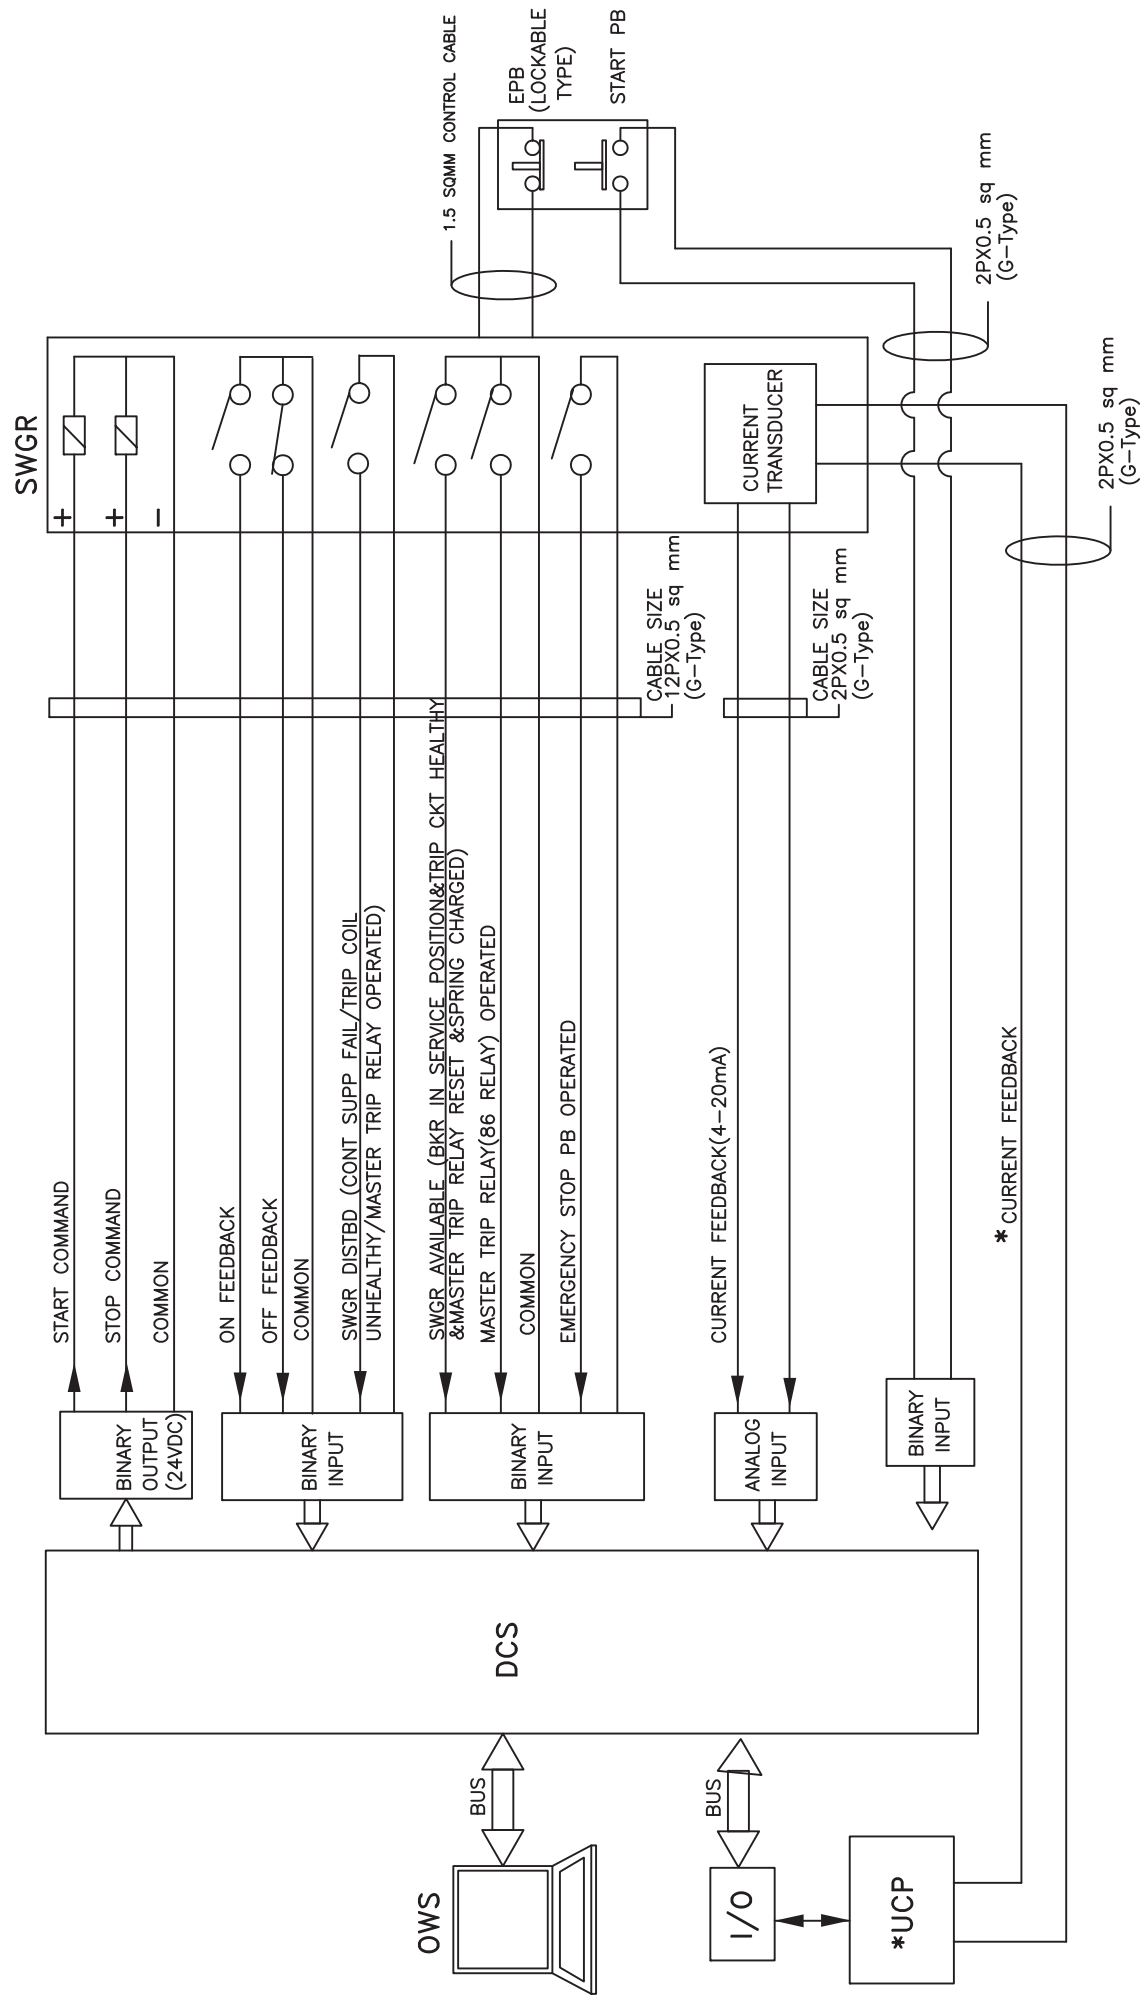 SWGR
+
+
−
CURRENT
TRANSDUCER
1.5 SQMM CONTROL CABLE
EPB
(LOCKABLE
TYPE)
START PB
2PX0.5 sq mm
(G−Type)
2PX0.5 sq mm
(G−Type)
CABLE SIZE
12PX0.5 sq mm
(G−Type)
CABLE SIZE
2PX0.5 sq mm
(G−Type)
START COMMAND
STOP COMMAND
COMMON
ON FEEDBACK
OFF FEEDBACK
COMMON
SWGR DISTBD (CONT SUPP FAIL/TRIP COIL
UNHEALTHY/MASTER TRIP RELAY OPERATED)
SWGR AVAILABLE (BKR IN SERVICE POSITION&TRIP CKT HEALTHY
&MASTER TRIP RELAY RESET &SPRING CHARGED)
MASTER TRIP RELAY(86 RELAY) OPERATED
COMMON
EMERGENCY STOP PB OPERATED
CURRENT FEEDBACK(4−20mA)
* CURRENT FEEDBACK
BINARY
OUTPUT
(24VDC)
BINARY
INPUT
BINARY
INPUT
ANALOG
INPUT
BINARY
INPUT
DCS
BUS
BUS
OWS
I/O
*UCP